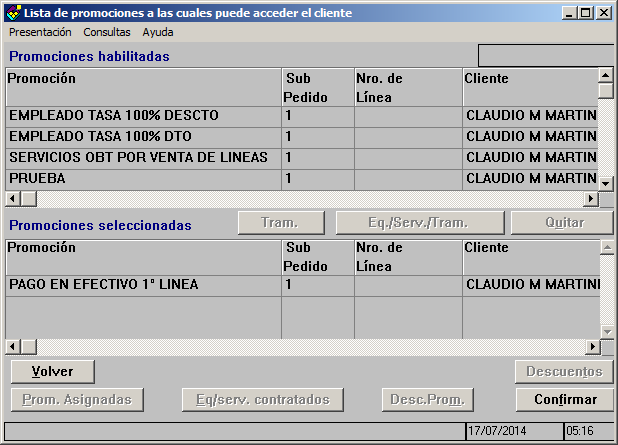 Lista de promociones a las cuales puede acceder el cliente
Presentación Consultas Ayuda
Promociones habilitadas
Promoción Sub Pedido Nro. de Línea Cliente
EMPLEADO TASA 100% DESCTO 1 CLAUDIO M MARTIN
EMPLEADO TASA 100% DTO 1 CLAUDIO M MARTIN
SERVICIOS OBT POR VENTA DE LINEAS 1 CLAUDIO M MARTIN
PRUEBA 1 CLAUDIO M MARTIN
Promociones seleccionadas Tram. Eq./Serv./Tram. Quitar
Promoción Sub Pedido Nro. de Línea Cliente
PAGO EN EFECTIVO 1° LINEA 1 CLAUDIO M MARTINI
Volver Descuentos
Prom. Asignadas Eq/serv. contratados Desc.Prom. Confirmar
17/07/2014 05:16